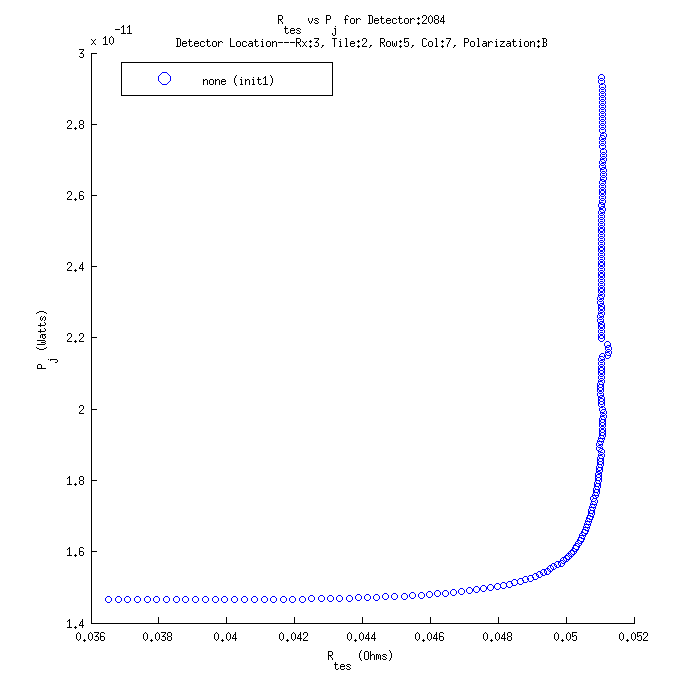 R_tes vs P_j for Detector:2084
Detector Location---Rx:3, Tile:2, Row:5, Col:7, Polarization:B
x 10^-11
3
none (init1)
2.8
2.6
2.4
2.2
P_j (Watts)
2
1.8
1.6
1.4
0.036 0.038 0.04 0.042 0.044 0.046 0.048 0.05 0.052
R_tes (Ohms)